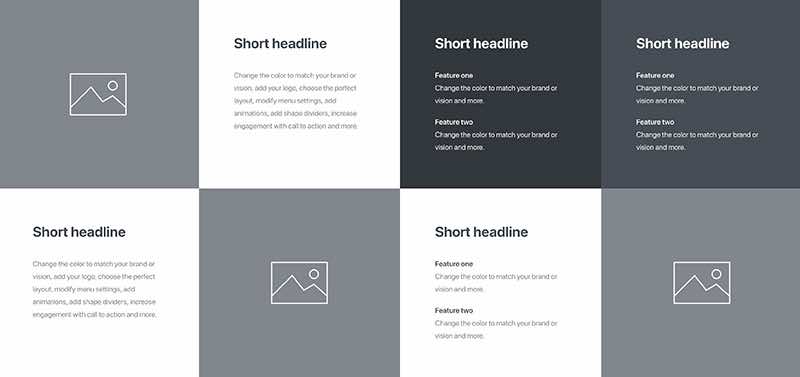 Short headline
Change the color to match your brand or
vision, add your logo, choose the perfect
layout, modify menu settings, add
animations, add shape dividers, increase
engagement with call to action and more.
Short headline
Feature one
Change the color to match your brand or
vision and more.
Feature two
Change the color to match your brand or
vision and more.
Short headline
Feature one
Change the color to match your brand or
vision and more.
Feature two
Change the color to match your brand or
vision and more.
Short headline
Change the color to match your brand or
vision, add your logo, choose the perfect
layout, modify menu settings, add
animations, add shape dividers, increase
engagement with call to action and more.
Short headline
Feature one
Change the color to match your brand or
vision and more.
Feature two
Change the color to match your brand or
vision and more.